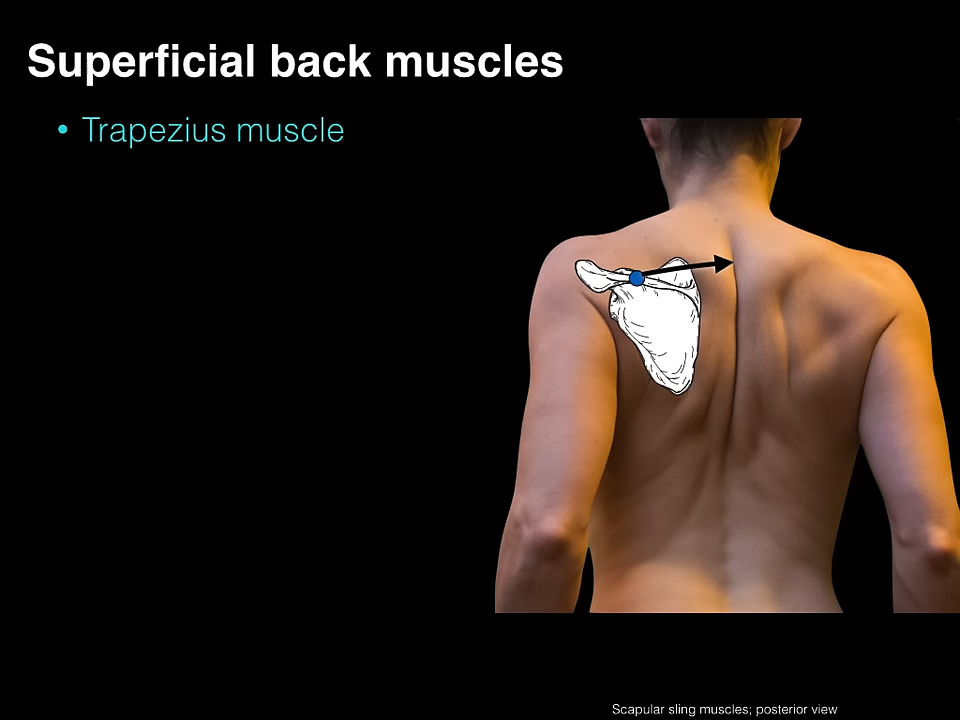 Superficial back muscles
• Trapezius muscle
Scapular sling muscles; posterior view